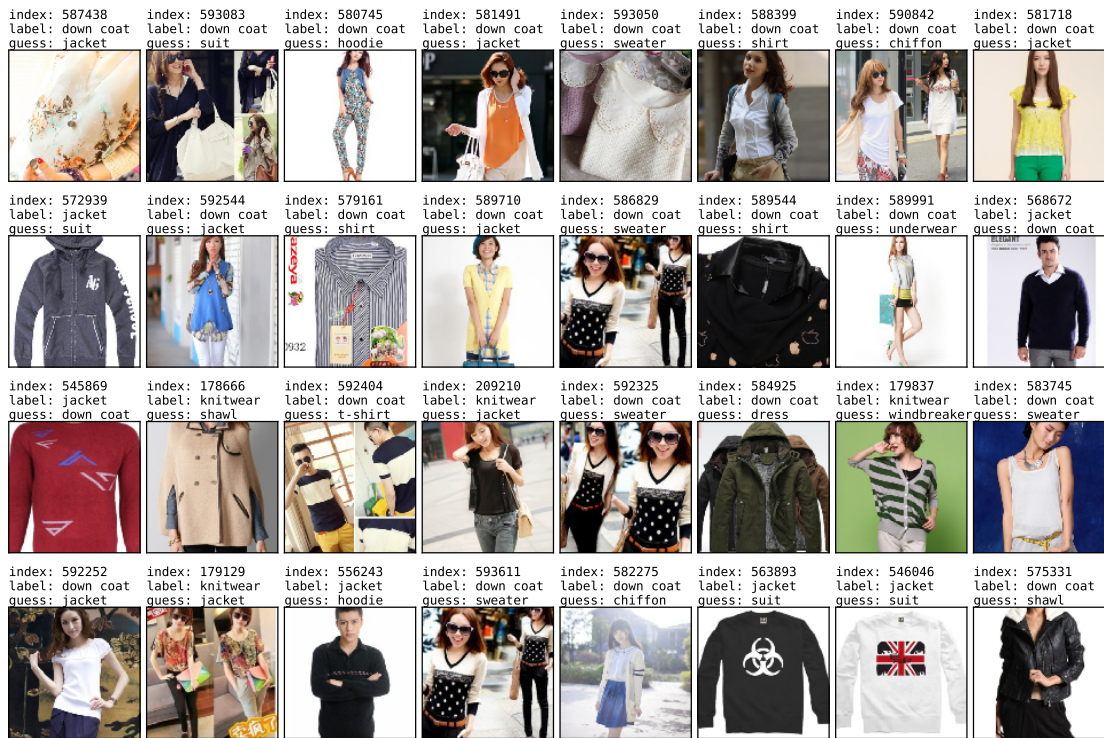 index: 587438
label: down coat
guess: jacket
index: 593083
label: down coat
guess: suit
index: 580745
label: down coat
guess: hoodie
index: 581491
label: down coat
guess: jacket
index: 593050
label: down coat
guess: sweater
index: 588399
label: down coat
guess: shirt
index: 590842
label: down coat
guess: chiffon
index: 581718
label: down coat
guess: jacket
index: 572939
label: jacket
guess: suit
index: 592544
label: down coat
guess: jacket
index: 579161
label: down coat
guess: shirt
azeya
0932
index: 589710
label: down coat
guess: jacket
index: 586829
label: down coat
guess: sweater
index: 589544
label: down coat
guess: shirt
index: 589991
label: down coat
guess: underwear
index: 568672
label: jacket
guess: down coat
ELEGANT
index: 545869
label: jacket
guess: down coat
index: 178666
label: knitwear
guess: shawl
index: 592404
label: down coat
guess: t-shirt
index: 209210
label: knitwear
guess: jacket
index: 592325
label: down coat
guess: sweater
index: 584925
label: down coat
guess: dress
index: 179837
label: knitwear
guess: windbreaker
index: 583745
label: down coat
guess: sweater
index: 592252
label: down coat
guess: jacket
index: 179129
label: knitwear
guess: jacket
卖疯了
index: 556243
label: jacket
guess: hoodie
index: 593611
label: down coat
guess: sweater
index: 582275
label: down coat
guess: chiffon
index: 563893
label: jacket
guess: suit
index: 546046
label: jacket
guess: suit
index: 575331
label: down coat
guess: shawl